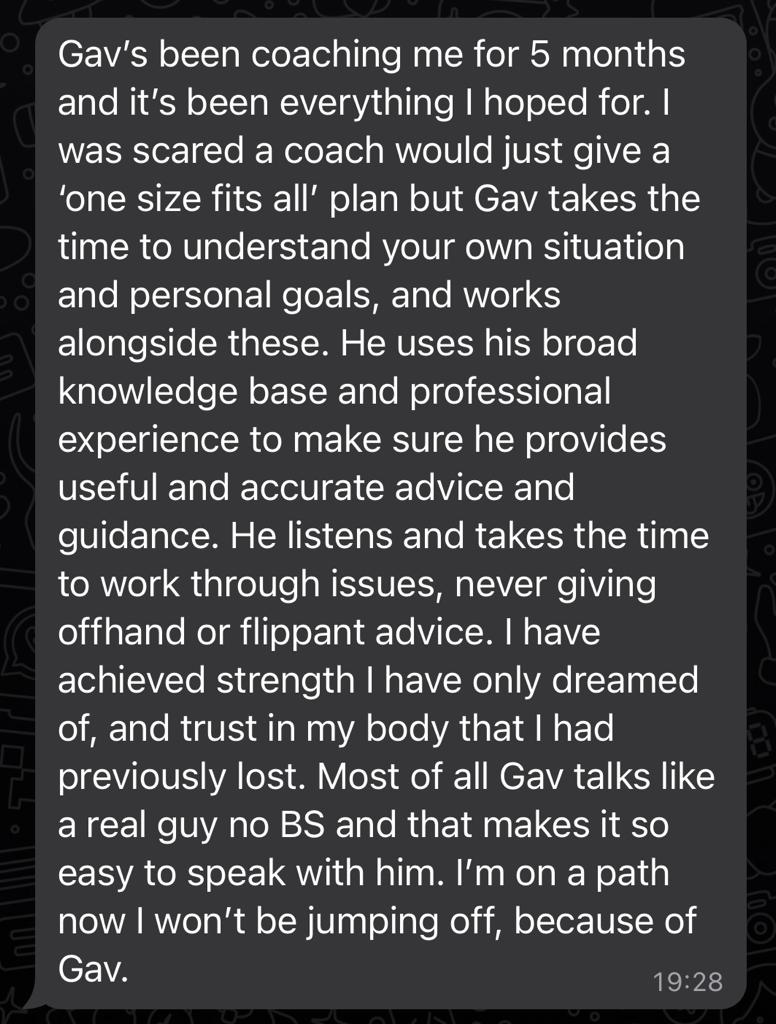 Gav’s been coaching me for 5 months
and it’s been everything I hoped for. I
was scared a coach would just give a
‘one size fits all’ plan but Gav takes the
time to understand your own situation
and personal goals, and works
alongside these. He uses his broad
knowledge base and professional
experience to make sure he provides
useful and accurate advice and
guidance. He listens and takes the time
to work through issues, never giving
offhand or flippant advice. I have
achieved strength I have only dreamed
of, and trust in my body that I had
previously lost. Most of all Gav talks like
a real guy no BS and that makes it so
easy to speak with him. I’m on a path
now I won’t be jumping off, because of
Gav.
19:28